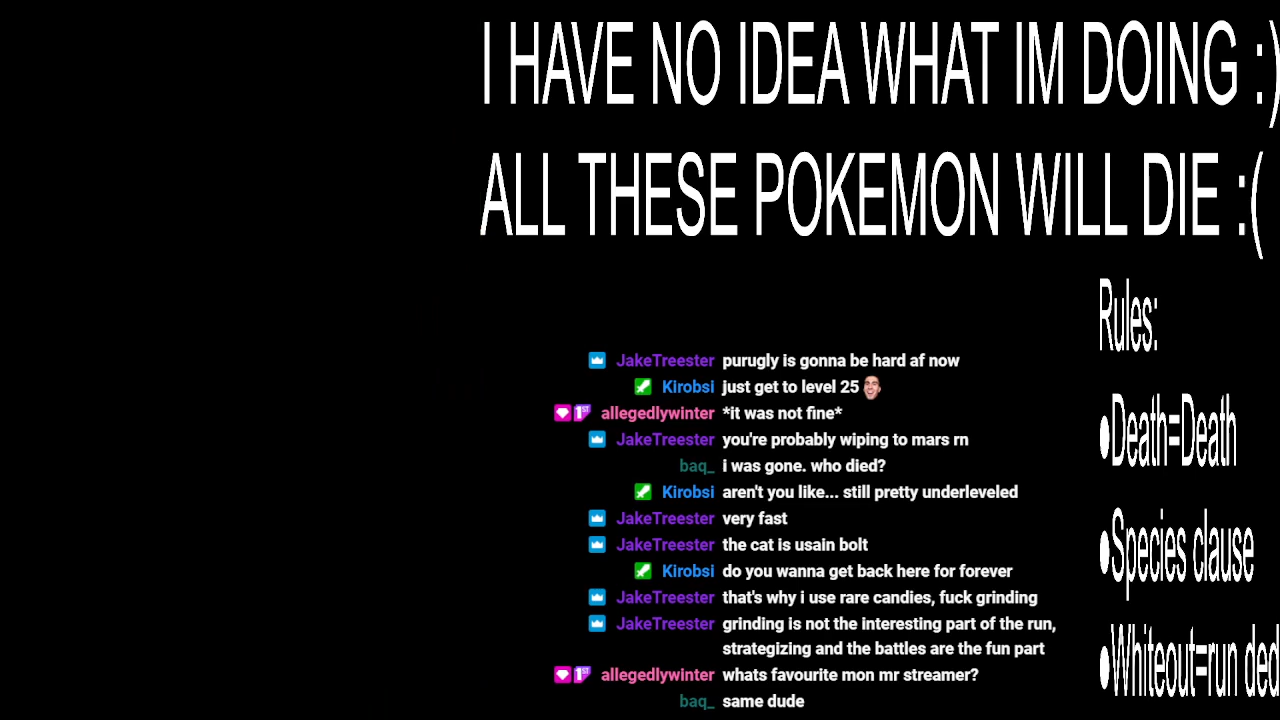 I HAVE NO IDEA WHAT IM DOING :)
ALL THESE POKEMON WILL DIE :(
Rules:
•Death=Death
•Species clause
•Whiteout=run ded
JakeTreester purugly is gonna be hard af now
Kirobsi just get to level 25
1ST allegedlywinter *it was not fine*
JakeTreester you're probably wiping to mars rn
baq_ i was gone. who died?
Kirobsi aren't you like... still pretty underleveled
JakeTreester very fast
JakeTreester the cat is usain bolt
Kirobsi do you wanna get back here for forever
JakeTreester that's why i use rare candies, fuck grinding
JakeTreester grinding is not the interesting part of the run,
strategizing and the battles are the fun part
1ST allegedlywinter whats favourite mon mr streamer?
baq_ same dude